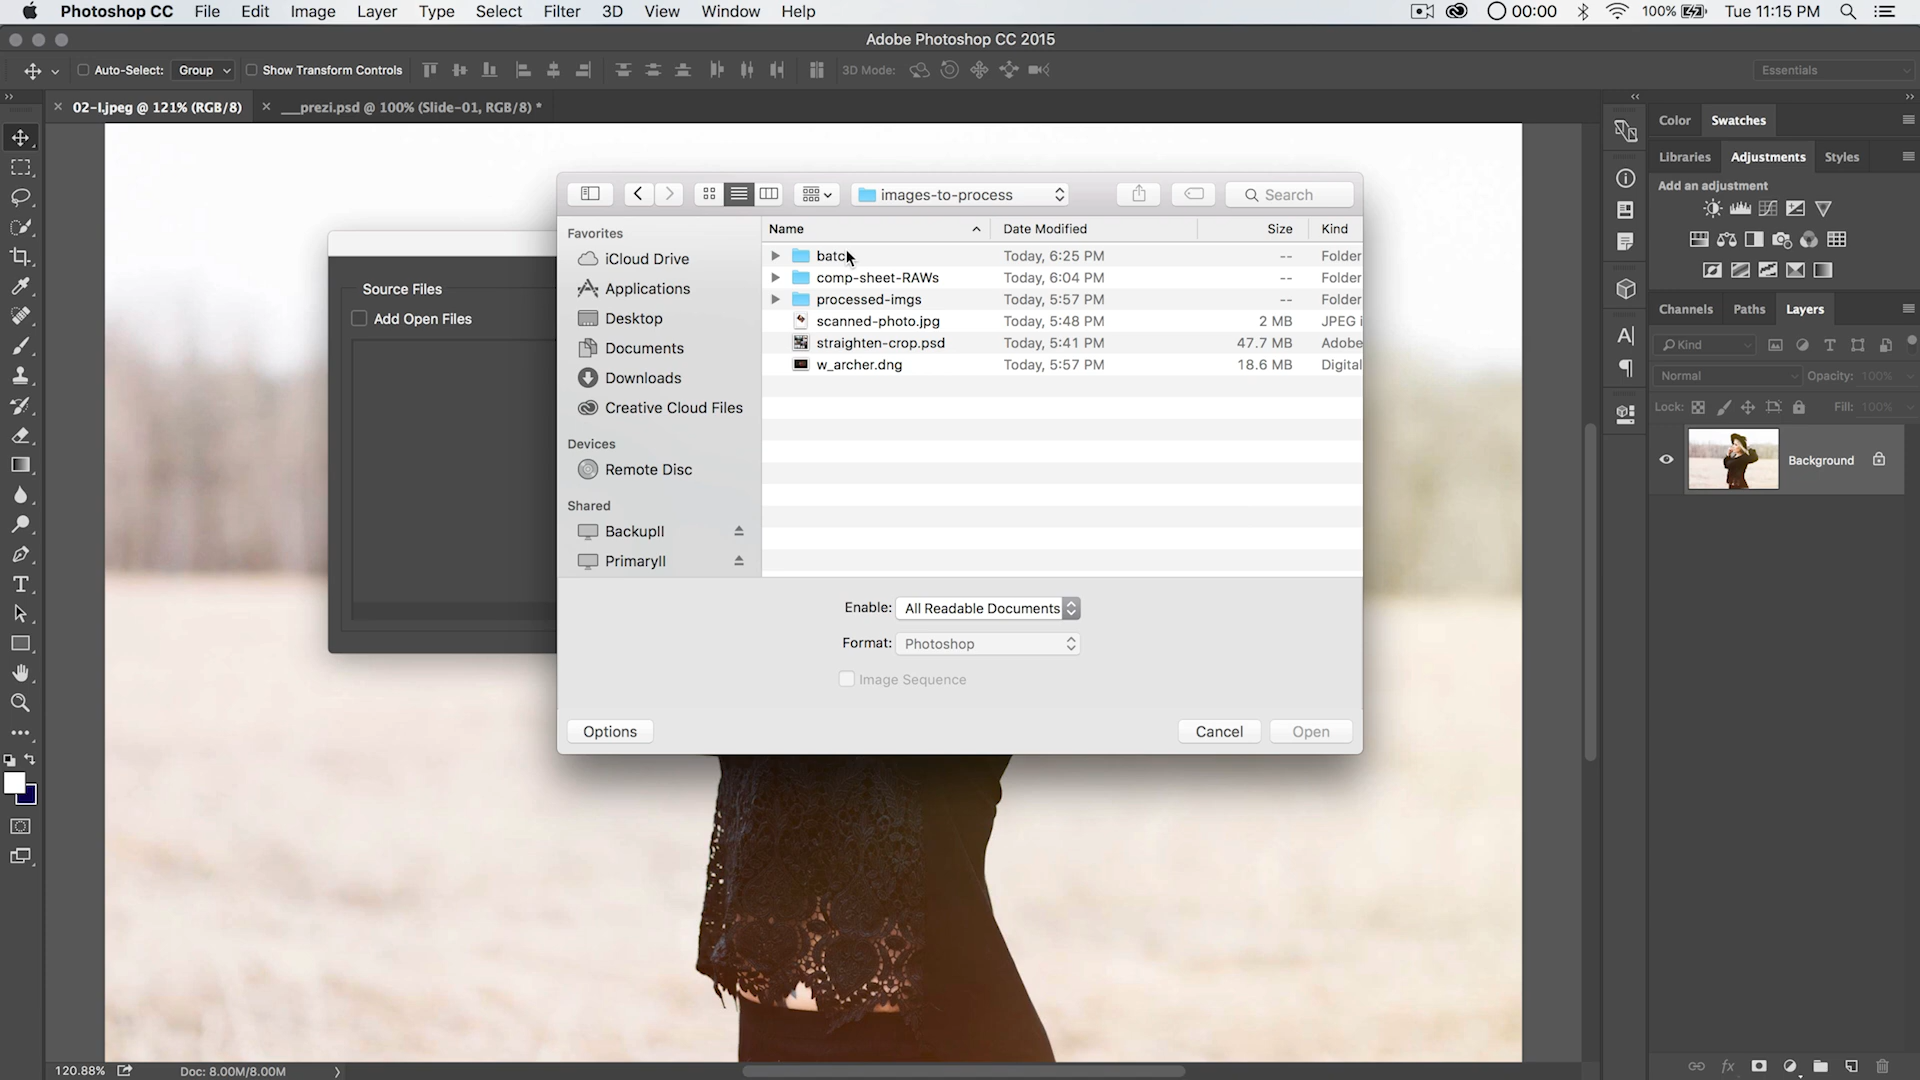 Photoshop CC File Edit Image Layer Type Select Filter 3D View Window Help 00:00 100% Tue 11:15 PM
Adobe Photoshop CC 2015
Auto-Select: Group Show Transform Controls 3D Mode: Essentials
02-I.jpeg @ 121% (RGB/8) ___prezi.psd @ 100% (Slide-01, RGB/8) *
Color Swatches
Libraries Adjustments Styles
Add an adjustment
Channels Paths Layers
Kind
Normal Opacity: 100%
Lock: Fill: 100%
Background
Source Files
Add Open Files
images-to-process Search
Favorites
iCloud Drive
Applications
Desktop
Documents
Downloads
Creative Cloud Files
Devices
Remote Disc
Shared
BackupII
PrimaryII
Name Date Modified Size Kind
batc Today, 6:25 PM -- Folder
comp-sheet-RAWs Today, 6:04 PM -- Folder
processed-imgs Today, 5:57 PM -- Folder
scanned-photo.jpg Today, 5:48 PM 2 MB JPEG i
straighten-crop.psd Today, 5:41 PM 47.7 MB Adobe
w_archer.dng Today, 5:57 PM 18.6 MB Digital
Enable: All Readable Documents
Format: Photoshop
Image Sequence
Options Cancel Open
120.88% Doc: 8.00M/8.00M